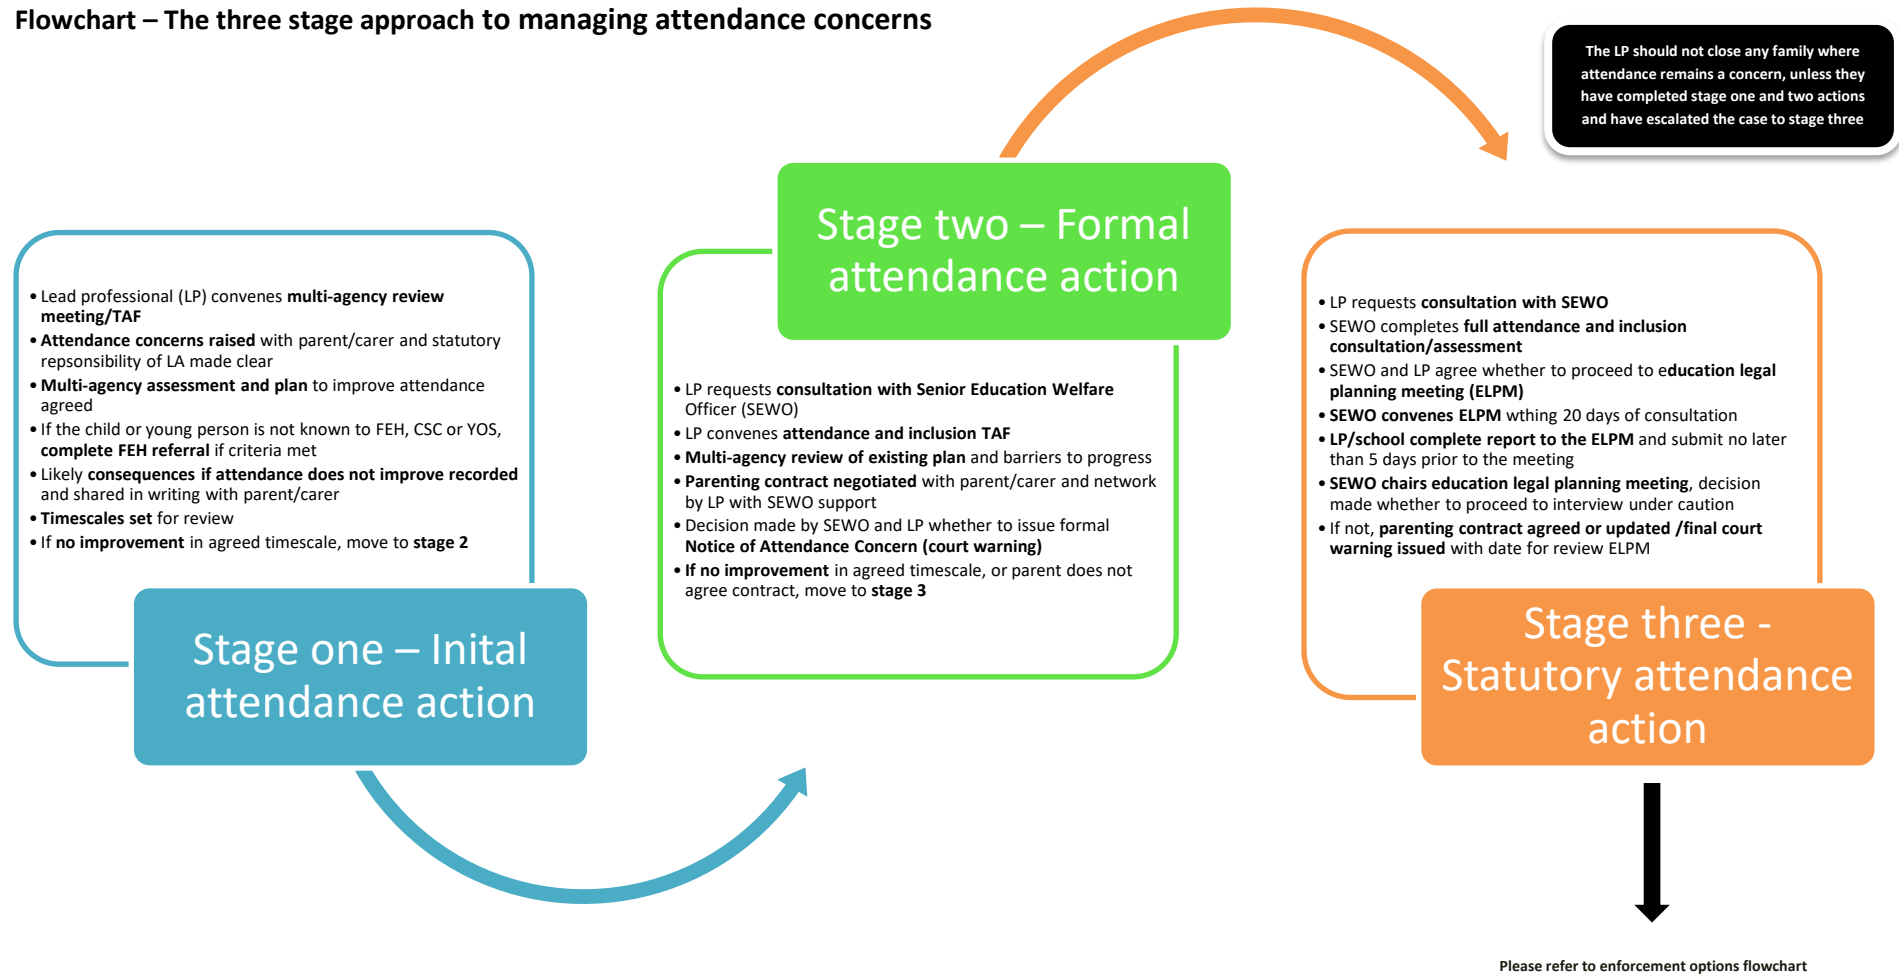 Flowchart – The three stage approach to managing attendance concerns
The LP should not close any family where
attendance remains a concern, unless they
have completed stage one and two actions
and have escalated the case to stage three
• Lead professional (LP) convenes multi-agency review
meeting/TAF
• Attendance concerns raised with parent/carer and statutory
repsonsibility of LA made clear
• Multi-agency assessment and plan to improve attendance
agreed
• If the child or young person is not known to FEH, CSC or YOS,
complete FEH referral if criteria met
• Likely consequences if attendance does not improve recorded
and shared in writing with parent/carer
• Timescales set for review
• If no improvement in agreed timescale, move to stage 2
Stage one – Inital
attendance action
Stage two – Formal
attendance action
• LP requests consultation with Senior Education Welfare
Officer (SEWO)
• LP convenes attendance and inclusion TAF
• Multi-agency review of existing plan and barriers to progress
• Parenting contract negotiated with parent/carer and network
by LP with SEWO support
• Decision made by SEWO and LP whether to issue formal
Notice of Attendance Concern (court warning)
• If no improvement in agreed timescale, or parent does not
agree contract, move to stage 3
• LP requests consultation with SEWO
• SEWO completes full attendance and inclusion
consultation/assessment
• SEWO and LP agree whether to proceed to education legal
planning meeting (ELPM)
• SEWO convenes ELPM wthing 20 days of consultation
• LP/school complete report to the ELPM and submit no later
than 5 days prior to the meeting
• SEWO chairs education legal planning meeting, decision
made whether to proceed to interview under caution
• If not, parenting contract agreed or updated /final court
warning issued with date for review ELPM
Stage three -
Statutory attendance
action
Please refer to enforcement options flowchart